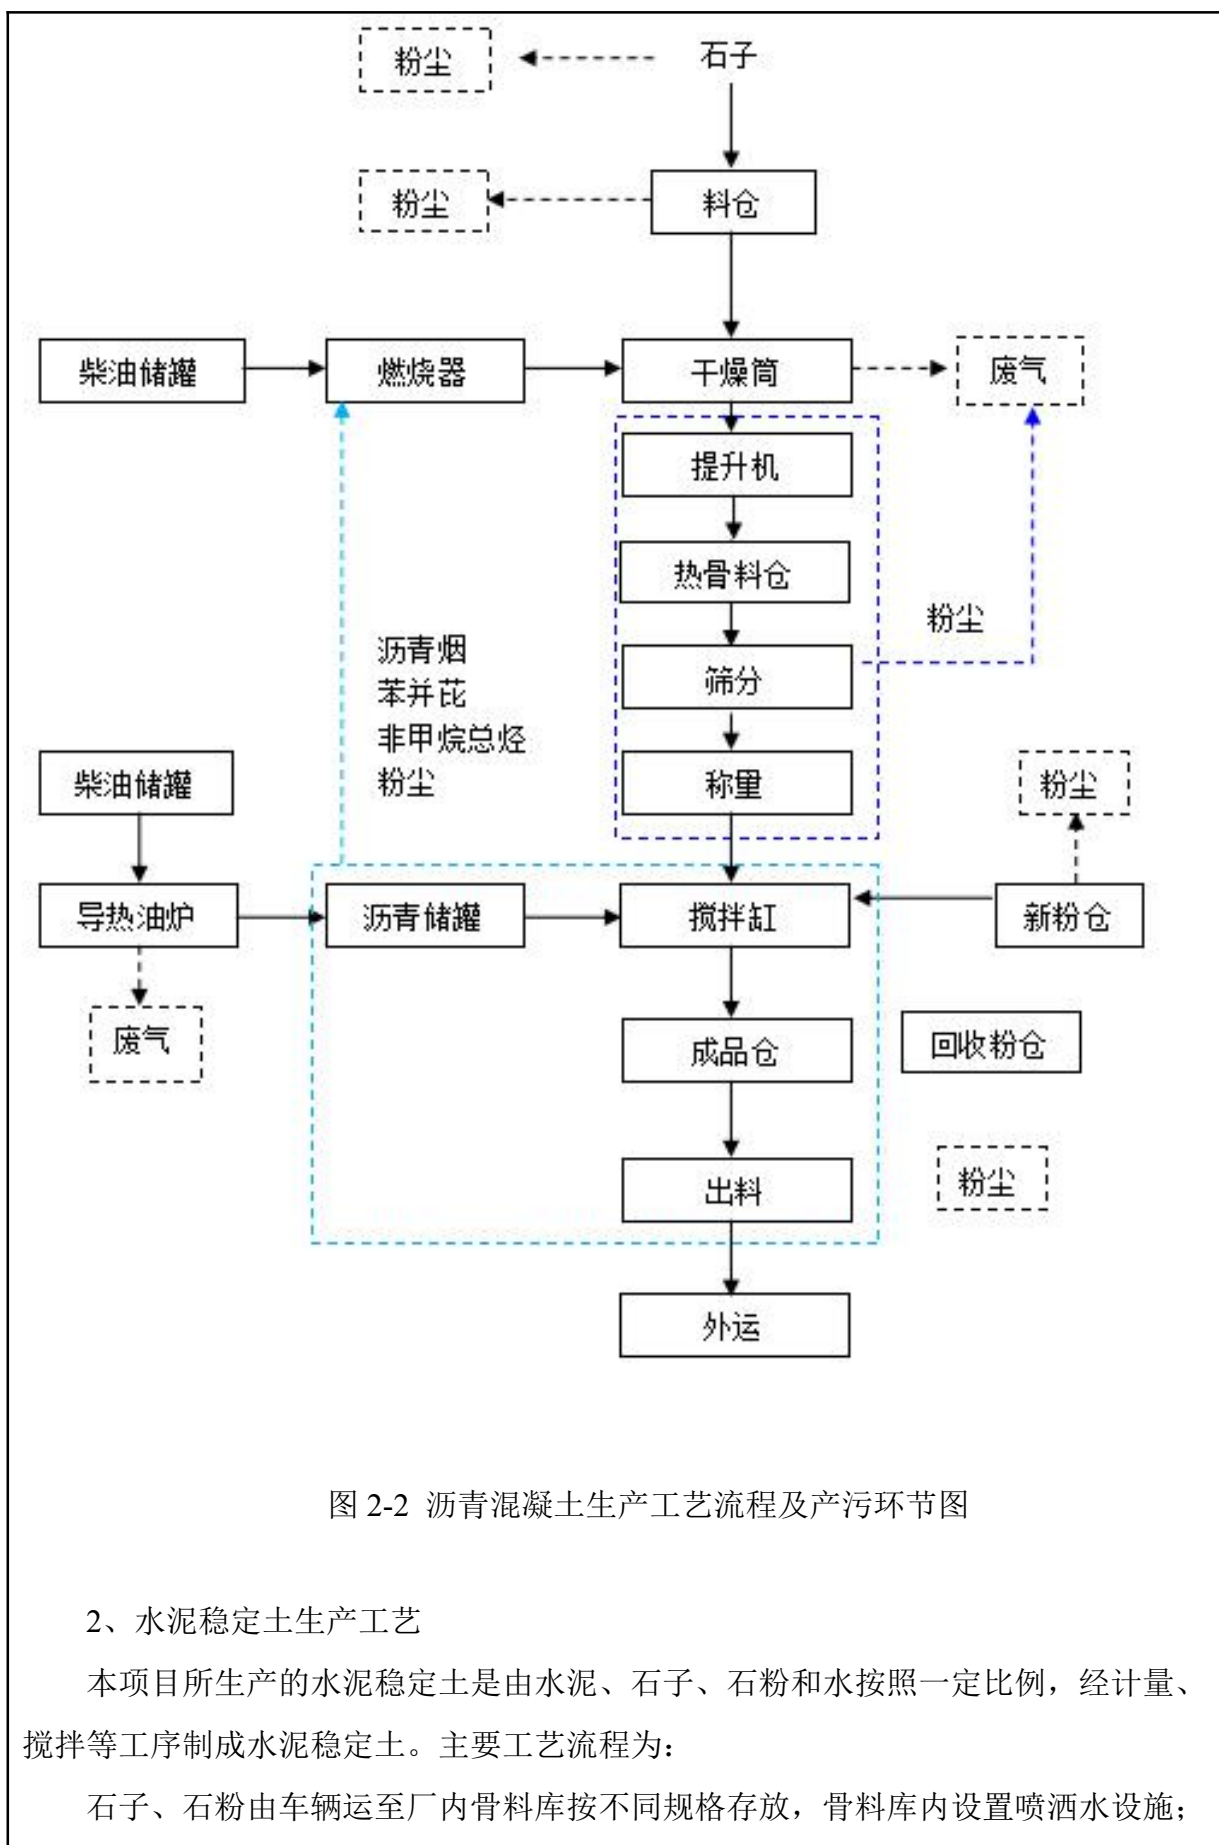 粉尘
石子
粉尘
料仓
柴油储罐
燃烧器
干燥筒
废气
提升机
热骨料仓
粉尘
沥青烟
苯并芘
非甲烷总烃
粉尘
筛分
柴油储罐
称量
粉尘
导热油炉
沥青储罐
搅拌缸
新粉仓
废气
成品仓
回收粉仓
出料
粉尘
外运
图 2-2 沥青混凝土生产工艺流程及产污环节图
2、水泥稳定土生产工艺
本项目所生产的水泥稳定土是由水泥、石子、石粉和水按照一定比例，经计量、
搅拌等工序制成水泥稳定土。主要工艺流程为：
石子、石粉由车辆运至厂内骨料库按不同规格存放，骨料库内设置喷洒水设施；